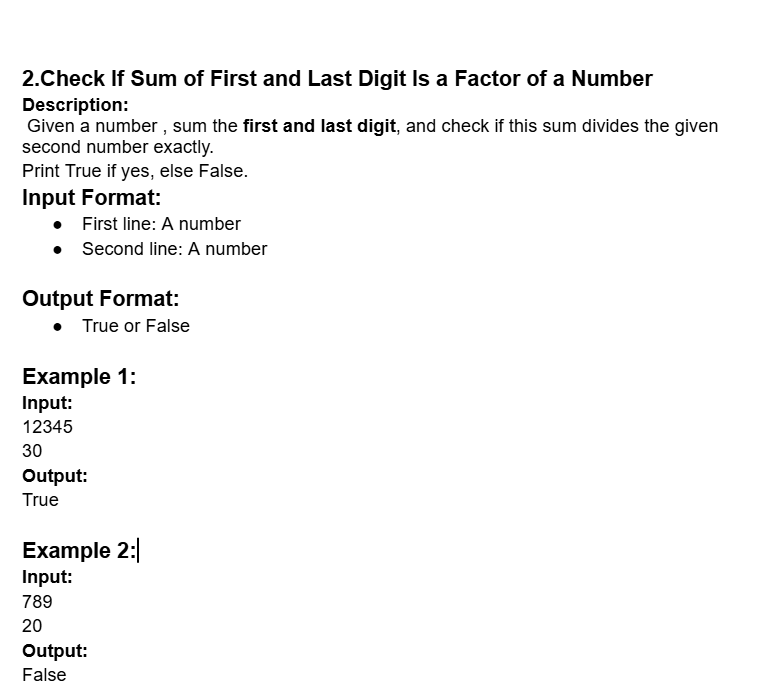 2.Check If Sum of First and Last Digit Is a Factor of a Number
Description:
Given a number , sum the first and last digit, and check if this sum divides the given
second number exactly.
Print True if yes, else False.
Input Format:
● First line: A number
● Second line: A number
Output Format:
● True or False
Example 1:
Input:
12345
30
Output:
True
Example 2:
Input:
789
20
Output:
False